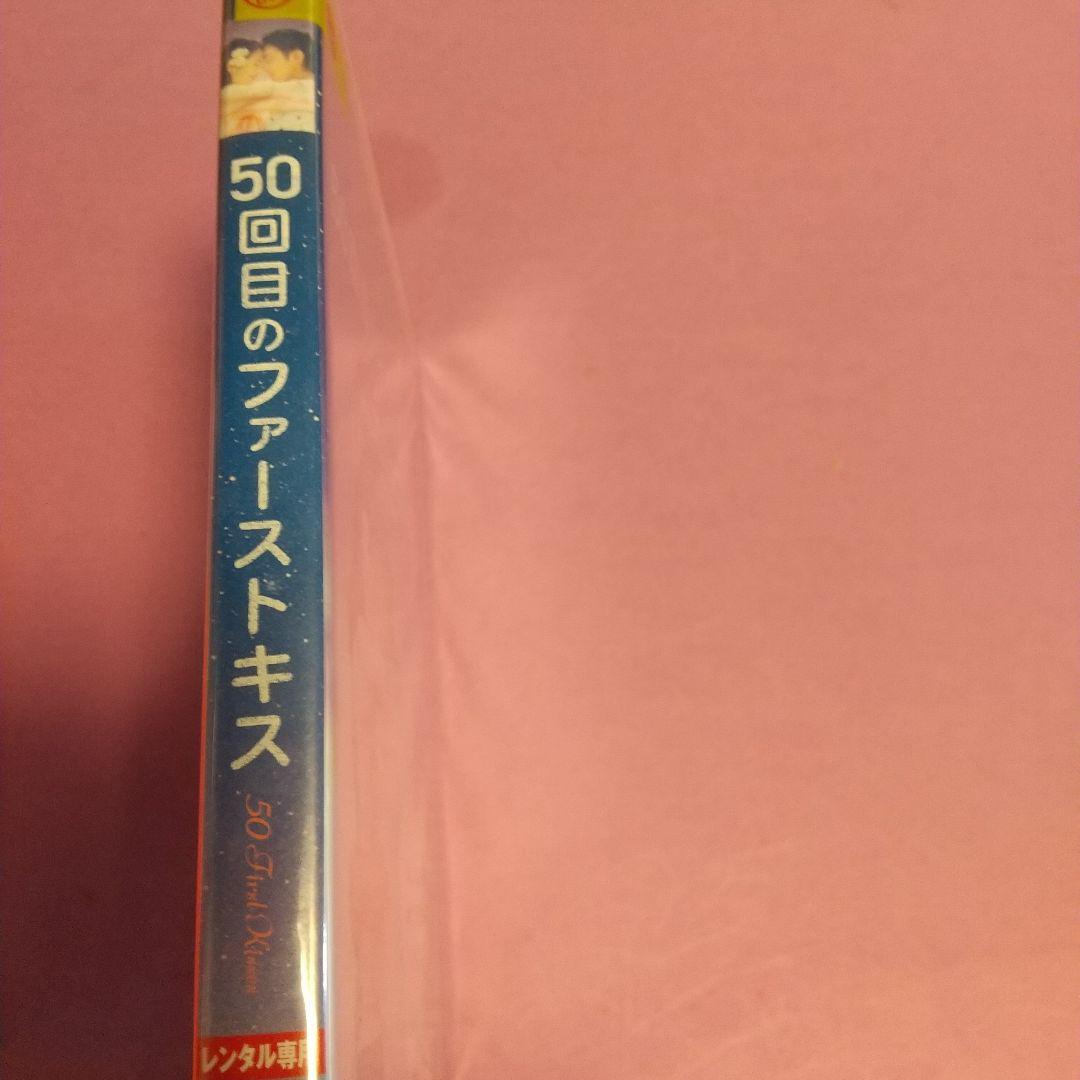 50回目のファーストキス
50 First Kisses
レンタル専用